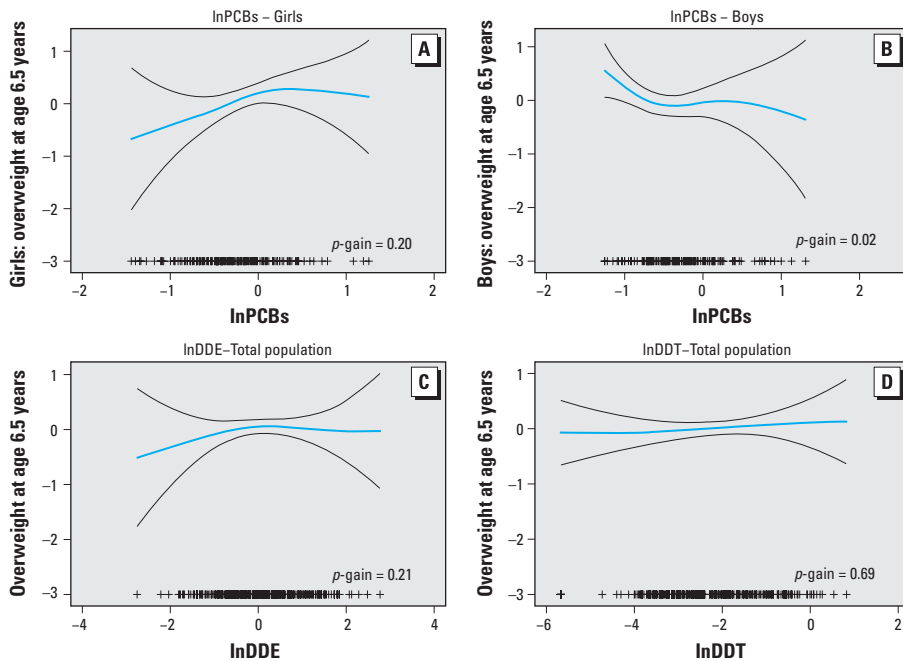 lnPCBs – Girls
A
Girls: overweight at age 6.5 years
1
0
–1
–2
–3
p-gain = 0.20
–2
–1
0
1
2
lnPCBs
lnPCBs – Boys
B
Boys: overweight at age 6.5 years
1
0
–1
–2
–3
p-gain = 0.02
–1
0
1
2
lnPCBs
lnDDE–Total population
C
Overweight at age 6.5 years
1
0
–1
–2
–3
p-gain = 0.21
–4
–2
0
2
4
lnDDE
lnDDT–Total population
D
Overweight at age 6.5 years
1
0
–1
–2
–3
p-gain = 0.69
–6
–4
–2
0
2
lnDDT